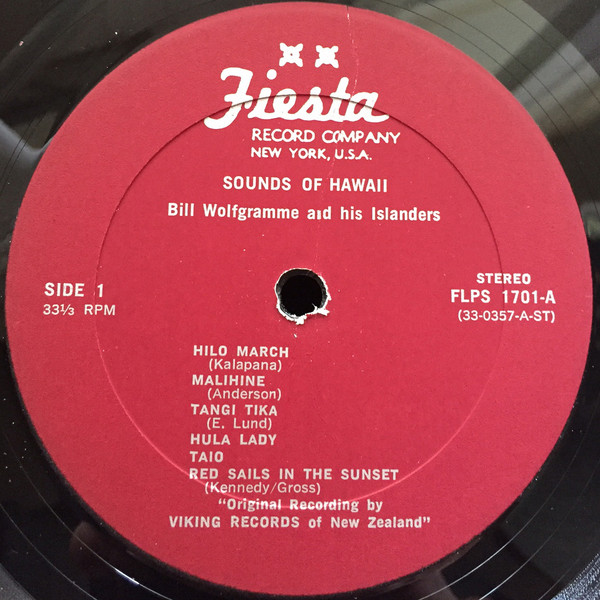 Fiesta
RECORD COMPANY
NEW YORK, U.S.A.
SOUNDS OF HAWAII
Bill Wolfgramme and his Islanders
SIDE 1
33⅓ RPM
STEREO
FLPS 1701-A
(33-0357-A-ST)
HILO MARCH
(Kalapana)
MALIHINE
(Anderson)
TANGI TIKA
(E. Lund)
HULA LADY
TAIO
RED SAILS IN THE SUNSET
(Kennedy/Gross)
"Original Recording by
VIKING RECORDS of New Zealand"